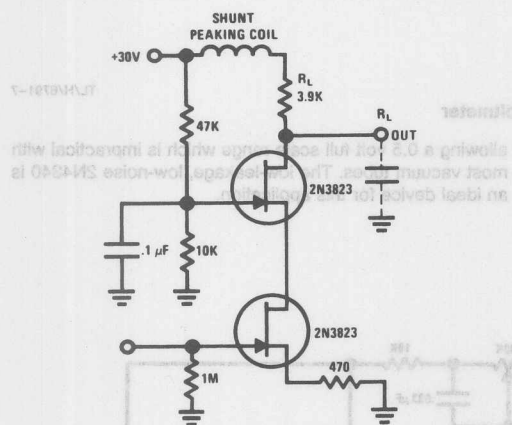 SHUNT
PEAKING COIL
+30V
R_L
3.9K
TL/H/6791-7
47K
R_L
OUT
allowing a 0.5 volt full scale range which is impractical with
most vacuum tubes. The low-leakage, low-noise 2N4340 is
an ideal device for this application.
2N3823
.1 µF
10K
2N3823
1M
470